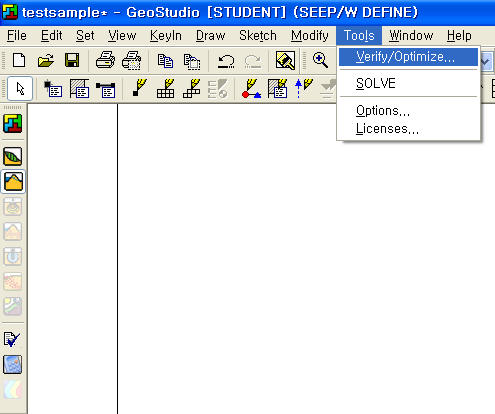 testsample* - GeoStudio [STUDENT] (SEEP/W DEFINE)
File Edit Set View KeyIn Draw Sketch Modify Tools Window Help
Verify/Optimize...
SOLVE
Options...
Licenses...